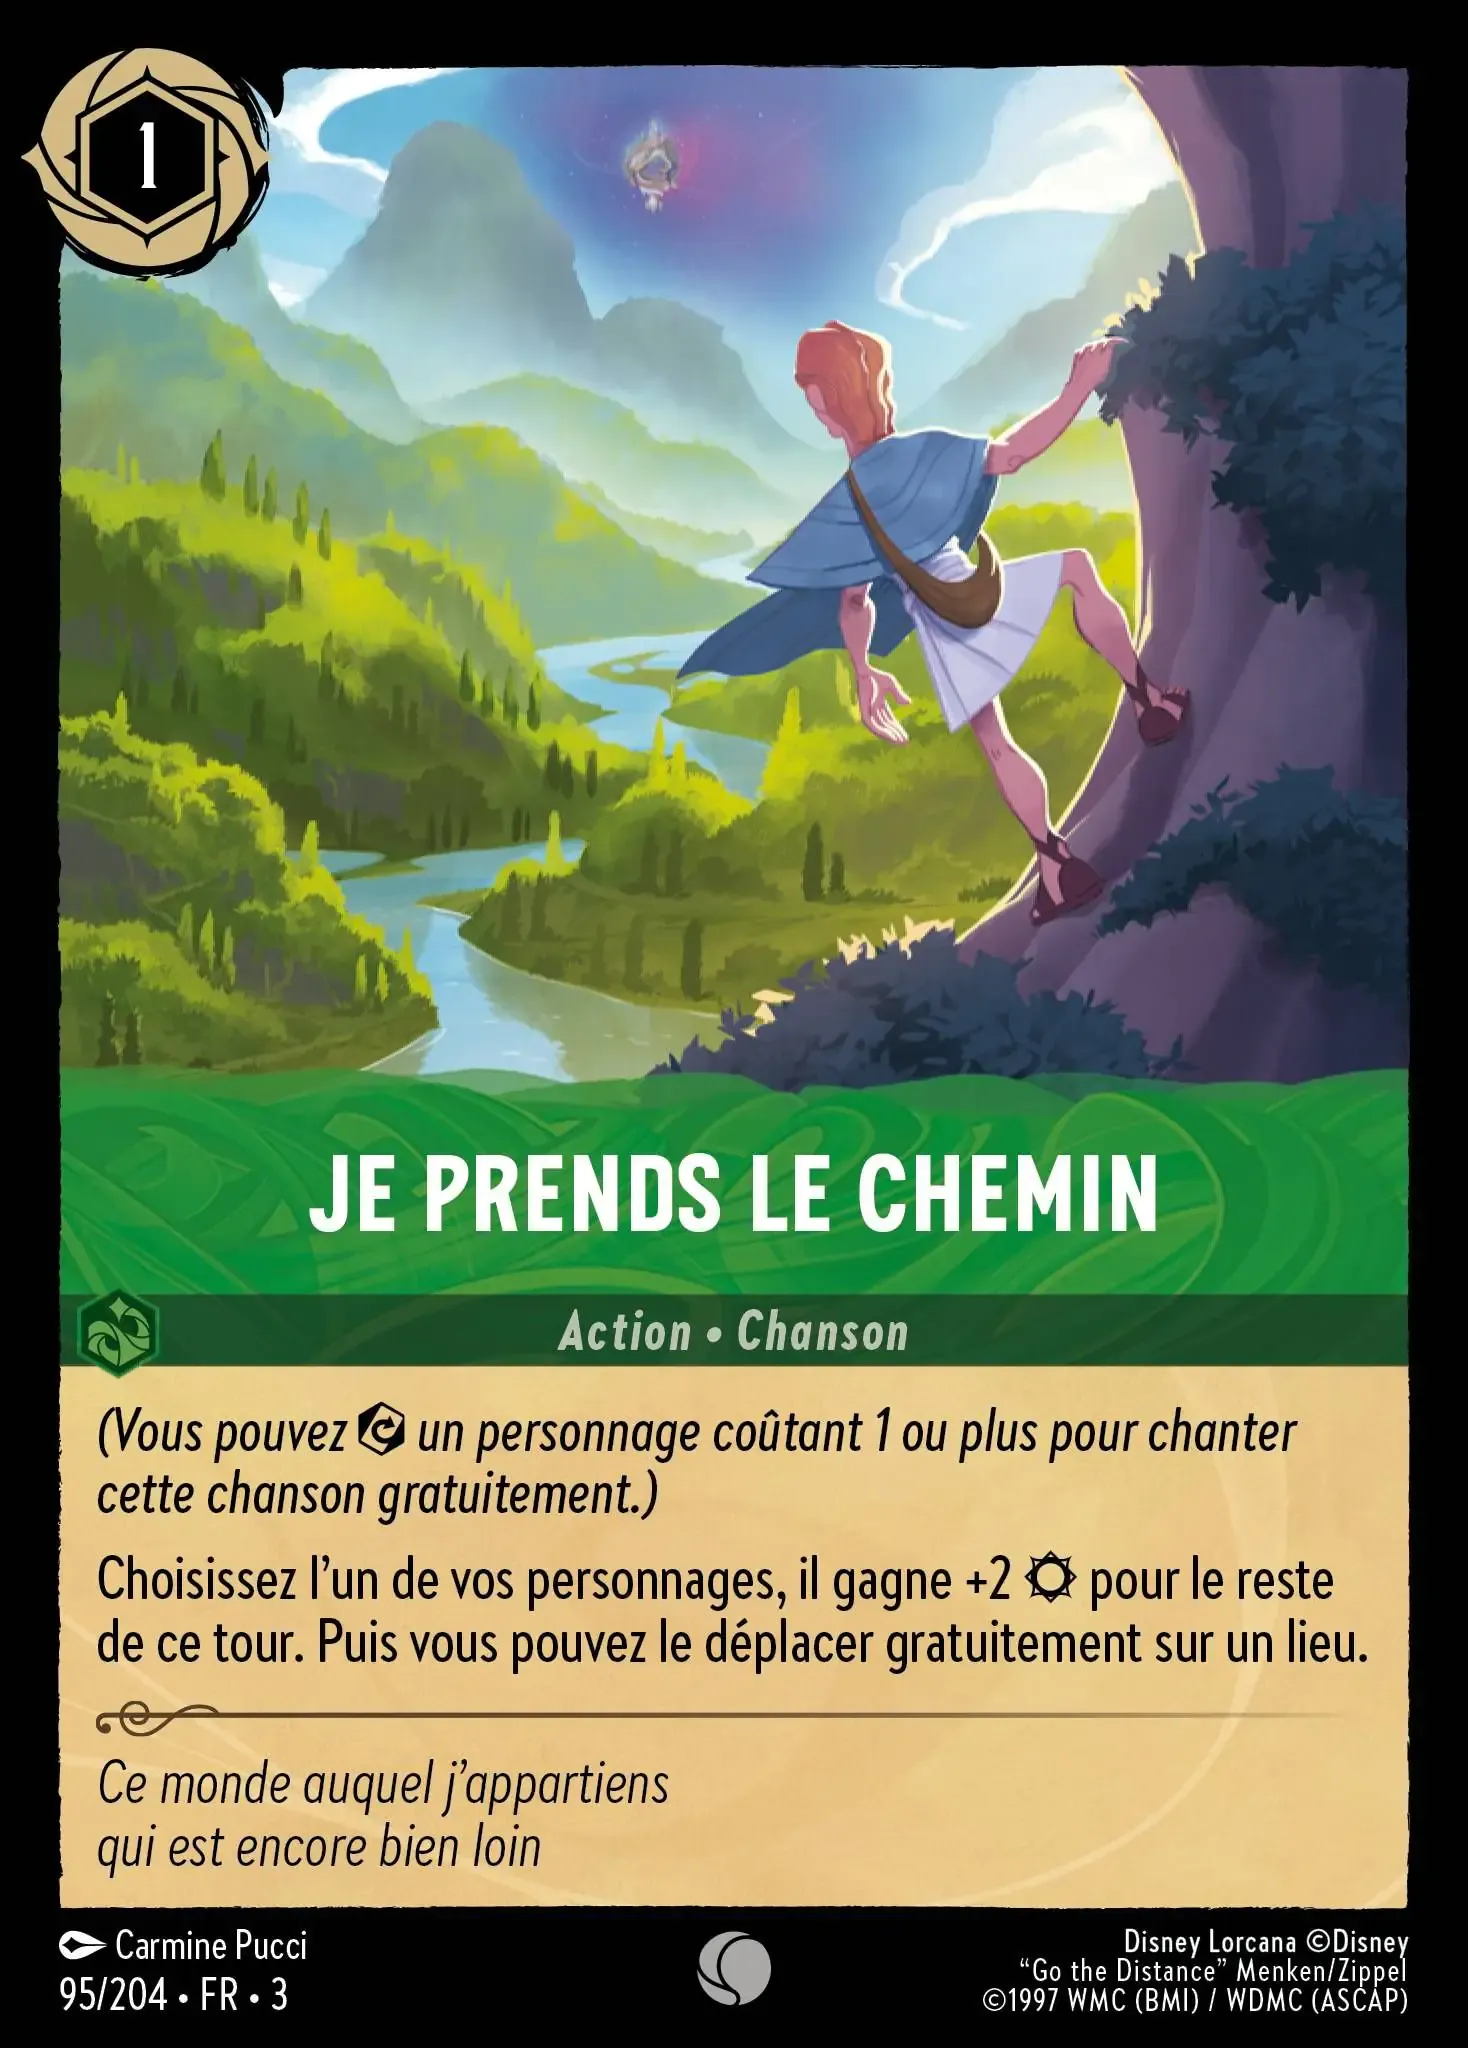 1
JE PRENDS LE CHEMIN
Action • Chanson
(Vous pouvez un personnage coûtant 1 ou plus pour chanter
cette chanson gratuitement.)
Choisissez l’un de vos personnages, il gagne +2 pour le reste
de ce tour. Puis vous pouvez le déplacer gratuitement sur un lieu.
Ce monde auquel j’appartiens
qui est encore bien loin
Carmine Pucci
95/204 • FR • 3
Disney Lorcana ©Disney
“Go the Distance” Menken/Zippel
©1997 WMC (BMI) / WDMC (ASCAP)